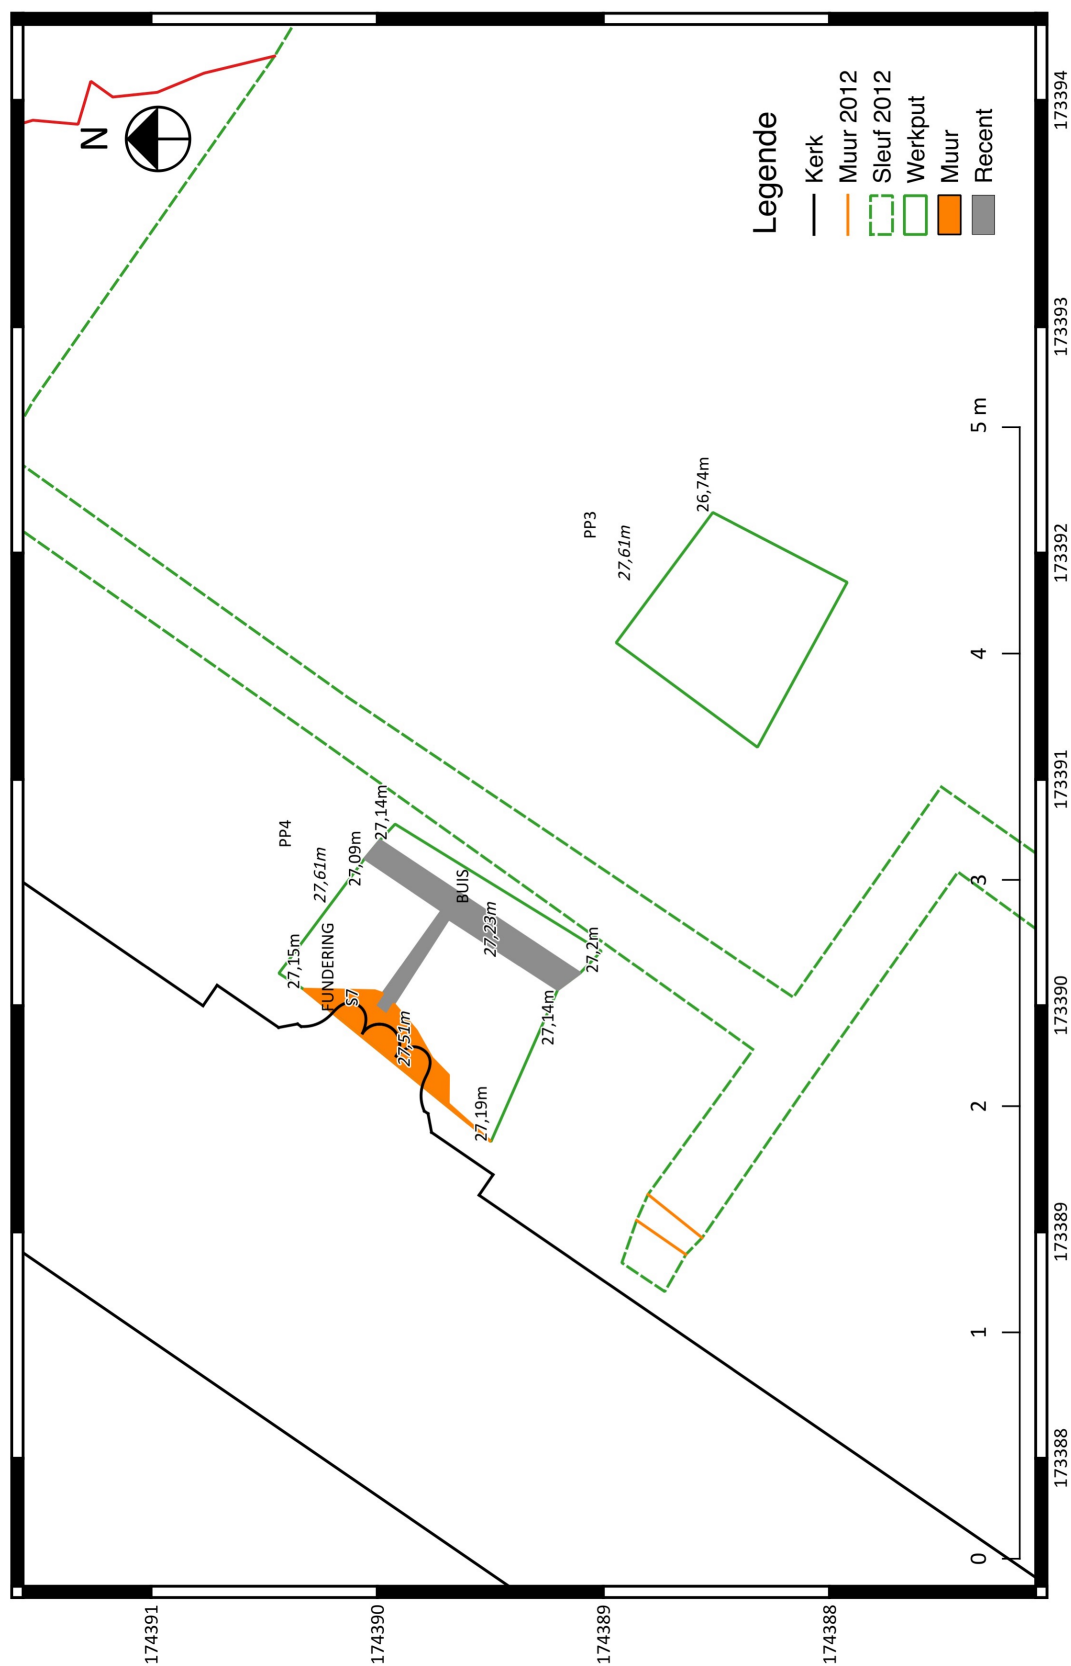 N
PP4
27,61m
27,15m
FUNDERING
27,09m
27,14m
S7
27,51m
BUIS
27,23m
27,19m
27,14m
27,2m
PP3
27,61m
26,74m
Legende
Kerk
Muur 2012
Sleuf 2012
Werkput
Muur
Recent
0
1
2
3
4
5 m
174391
174390
174389
174388
173388
173389
173390
173391
173392
173393
173394